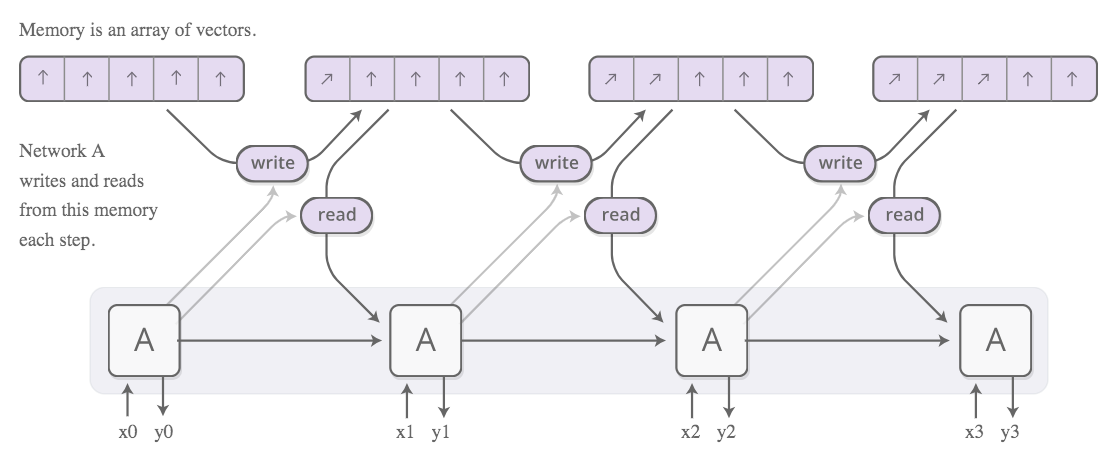 Memory is an array of vectors.
Network A
writes and reads
from this memory
each step.
write
write
write
read
read
read
A
A
A
A
x0 y0
x1 y1
x2 y2
x3 y3